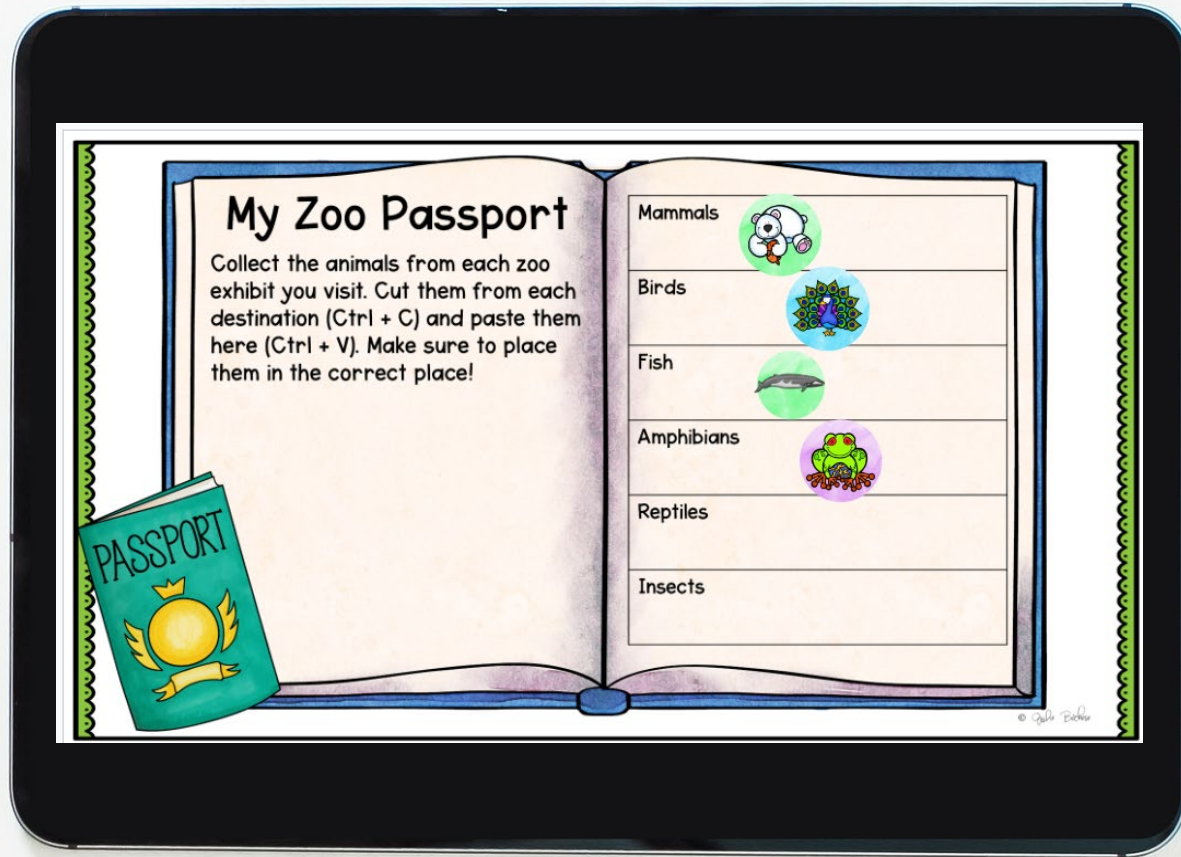 My Zoo Passport
Collect the animals from each zoo
exhibit you visit. Cut them from each
destination (Ctrl + C) and paste them
here (Ctrl + V). Make sure to place
them in the correct place!
PASSPORT
Mammals
Birds
Fish
Amphibians
Reptiles
Insects
©